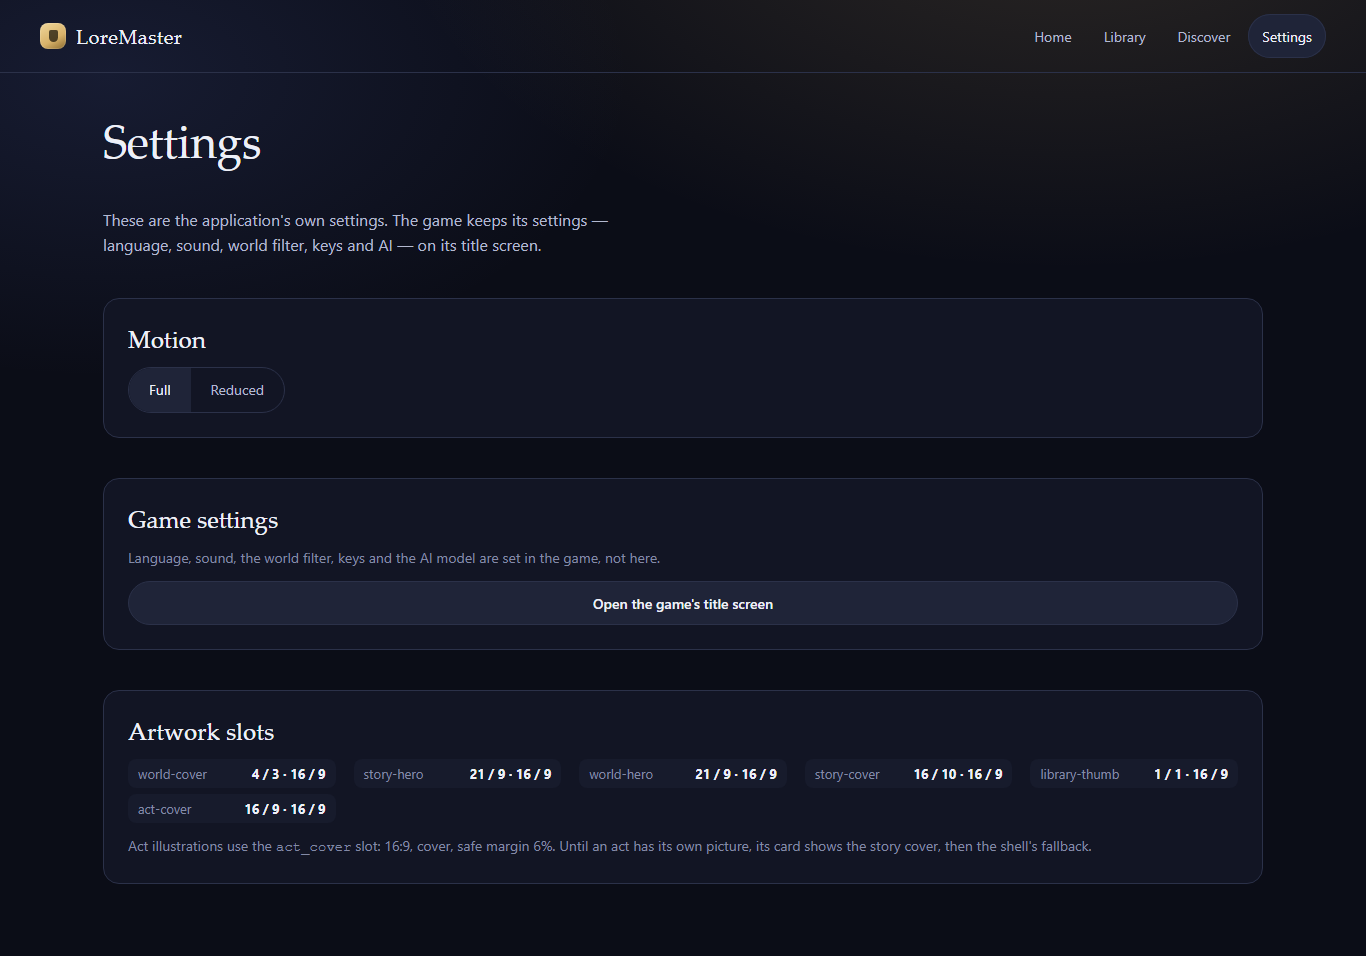 LoreMaster
Home
Library
Discover
Settings
Settings
These are the application's own settings. The game keeps its settings —
language, sound, world filter, keys and AI — on its title screen.
Motion
Full
Reduced
Game settings
Language, sound, the world filter, keys and the AI model are set in the game, not here.
Open the game's title screen
Artwork slots
world-cover 4 / 3 · 16 / 9
story-hero 21 / 9 · 16 / 9
world-hero 21 / 9 · 16 / 9
story-cover 16 / 10 · 16 / 9
library-thumb 1 / 1 · 16 / 9
act-cover 16 / 9 · 16 / 9
Act illustrations use the act_cover slot: 16:9, cover, safe margin 6%. Until an act has its own picture, its card shows the story cover, then the shell's fallback.